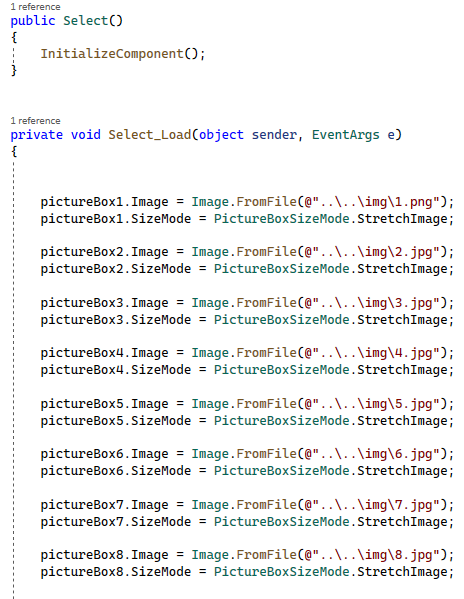 1 reference
public Select()
{
    InitializeComponent();
}
1 reference
private void Select_Load(object sender, EventArgs e)
{
    pictureBox1.Image = Image.FromFile(@"..\..\img\1.png");
    pictureBox1.SizeMode = PictureBoxSizeMode.StretchImage;
    pictureBox2.Image = Image.FromFile(@"..\..\img\2.jpg");
    pictureBox2.SizeMode = PictureBoxSizeMode.StretchImage;
    pictureBox3.Image = Image.FromFile(@"..\..\img\3.jpg");
    pictureBox3.SizeMode = PictureBoxSizeMode.StretchImage;
    pictureBox4.Image = Image.FromFile(@"..\..\img\4.jpg");
    pictureBox4.SizeMode = PictureBoxSizeMode.StretchImage;
    pictureBox5.Image = Image.FromFile(@"..\..\img\5.jpg");
    pictureBox5.SizeMode = PictureBoxSizeMode.StretchImage;
    pictureBox6.Image = Image.FromFile(@"..\..\img\6.jpg");
    pictureBox6.SizeMode = PictureBoxSizeMode.StretchImage;
    pictureBox7.Image = Image.FromFile(@"..\..\img\7.jpg");
    pictureBox7.SizeMode = PictureBoxSizeMode.StretchImage;
    pictureBox8.Image = Image.FromFile(@"..\..\img\8.jpg");
    pictureBox8.SizeMode = PictureBoxSizeMode.StretchImage;